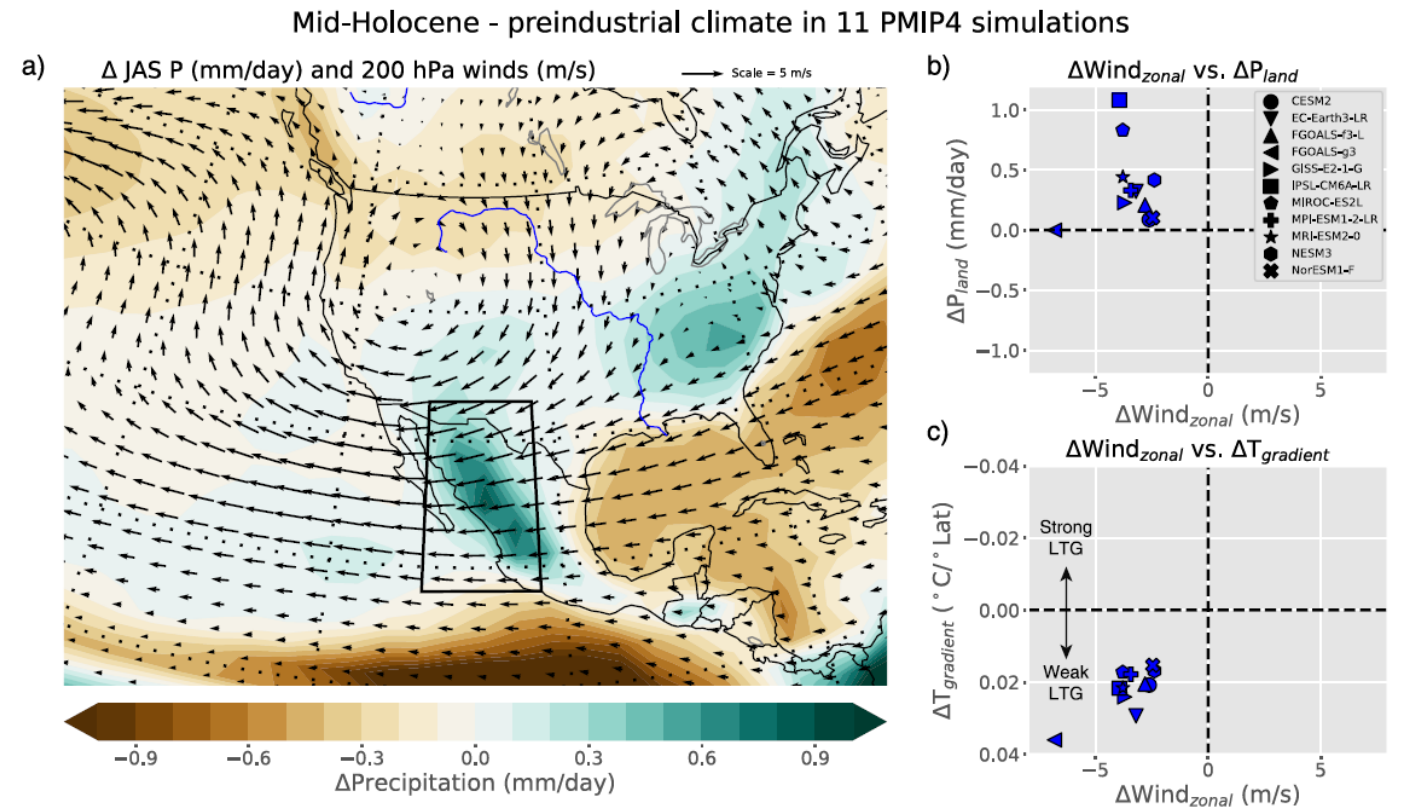 Mid-Holocene - preindustrial climate in 11 PMIP4 simulations
a)
Δ JAS P (mm/day) and 200 hPa winds (m/s)
Scale = 5 m/s
−0.9
−0.6
−0.3
0.0
0.3
0.6
0.9
ΔPrecipitation (mm/day)
b)
ΔWind_zonal vs. ΔP_land
CESM2
EC-Earth3-LR
FGOALS-f3-L
FGOALS-g3
GISS-E2-1-G
IPSL-CM6A-LR
MIROC-ES2L
MPI-ESM1-2-LR
MRI-ESM2-0
NESM3
NorESM1-F
1.0
0.5
0.0
−0.5
−1.0
ΔP_land (mm/day)
−5
0
5
ΔWind_zonal (m/s)
c)
ΔWind_zonal vs. ΔT_gradient
−0.04
−0.02
0.00
0.02
0.04
ΔT_gradient (°C/°Lat)
Strong
LTG
Weak
LTG
−5
0
5
ΔWind_zonal (m/s)